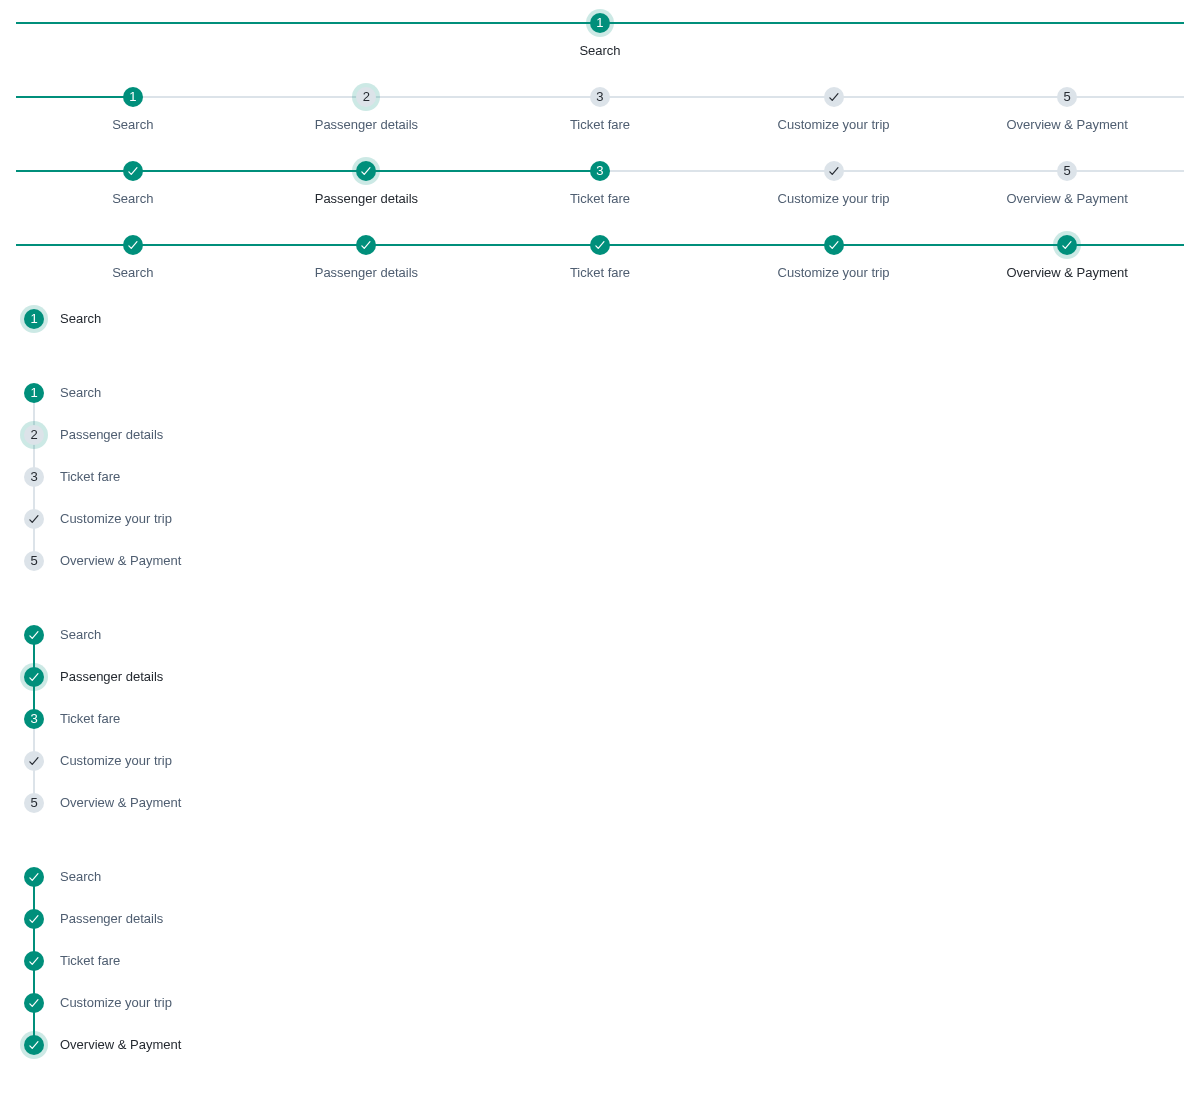 1
Search
1 2 3 5
Search Passenger details Ticket fare Customize your trip Overview & Payment
3 5
Search Passenger details Ticket fare Customize your trip Overview & Payment
Search Passenger details Ticket fare Customize your trip Overview & Payment
1 Search
1 Search
2 Passenger details
3 Ticket fare
Customize your trip
5 Overview & Payment
Search
Passenger details
3 Ticket fare
Customize your trip
5 Overview & Payment
Search
Passenger details
Ticket fare
Customize your trip
Overview & Payment